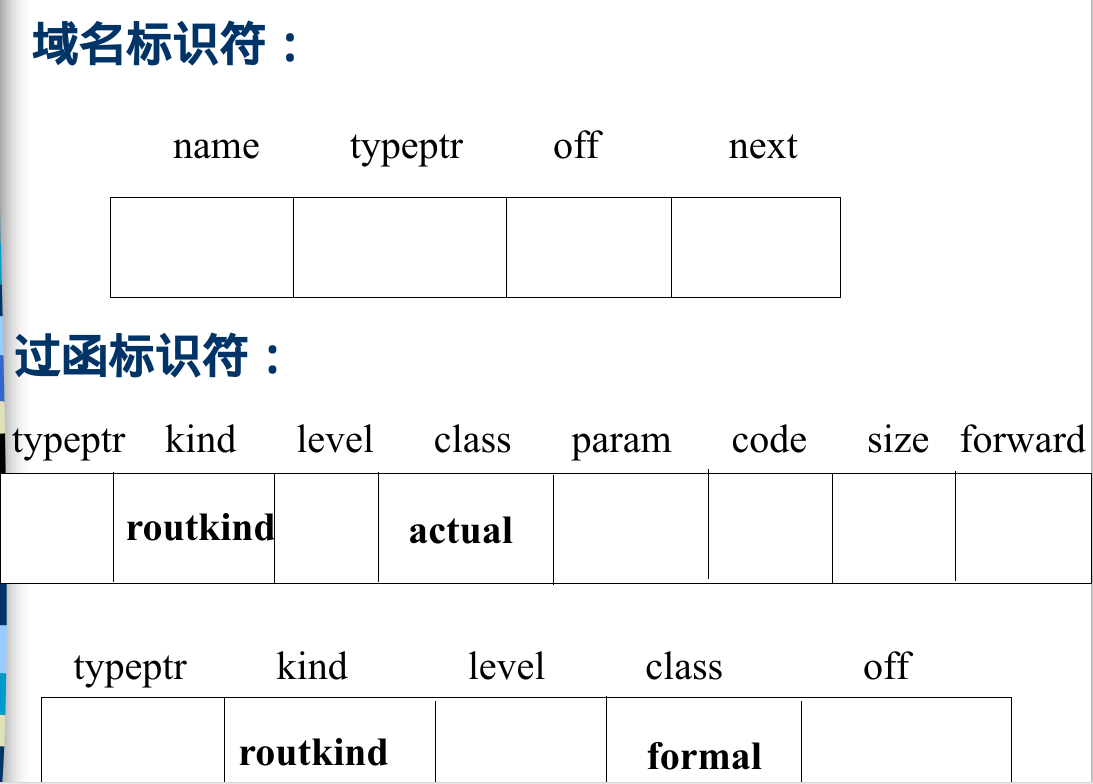 域名标识符：
name typeptr off next
过函标识符：
typeptr kind level class param code size forward
routkind actual
typeptr kind level class off
routkind formal